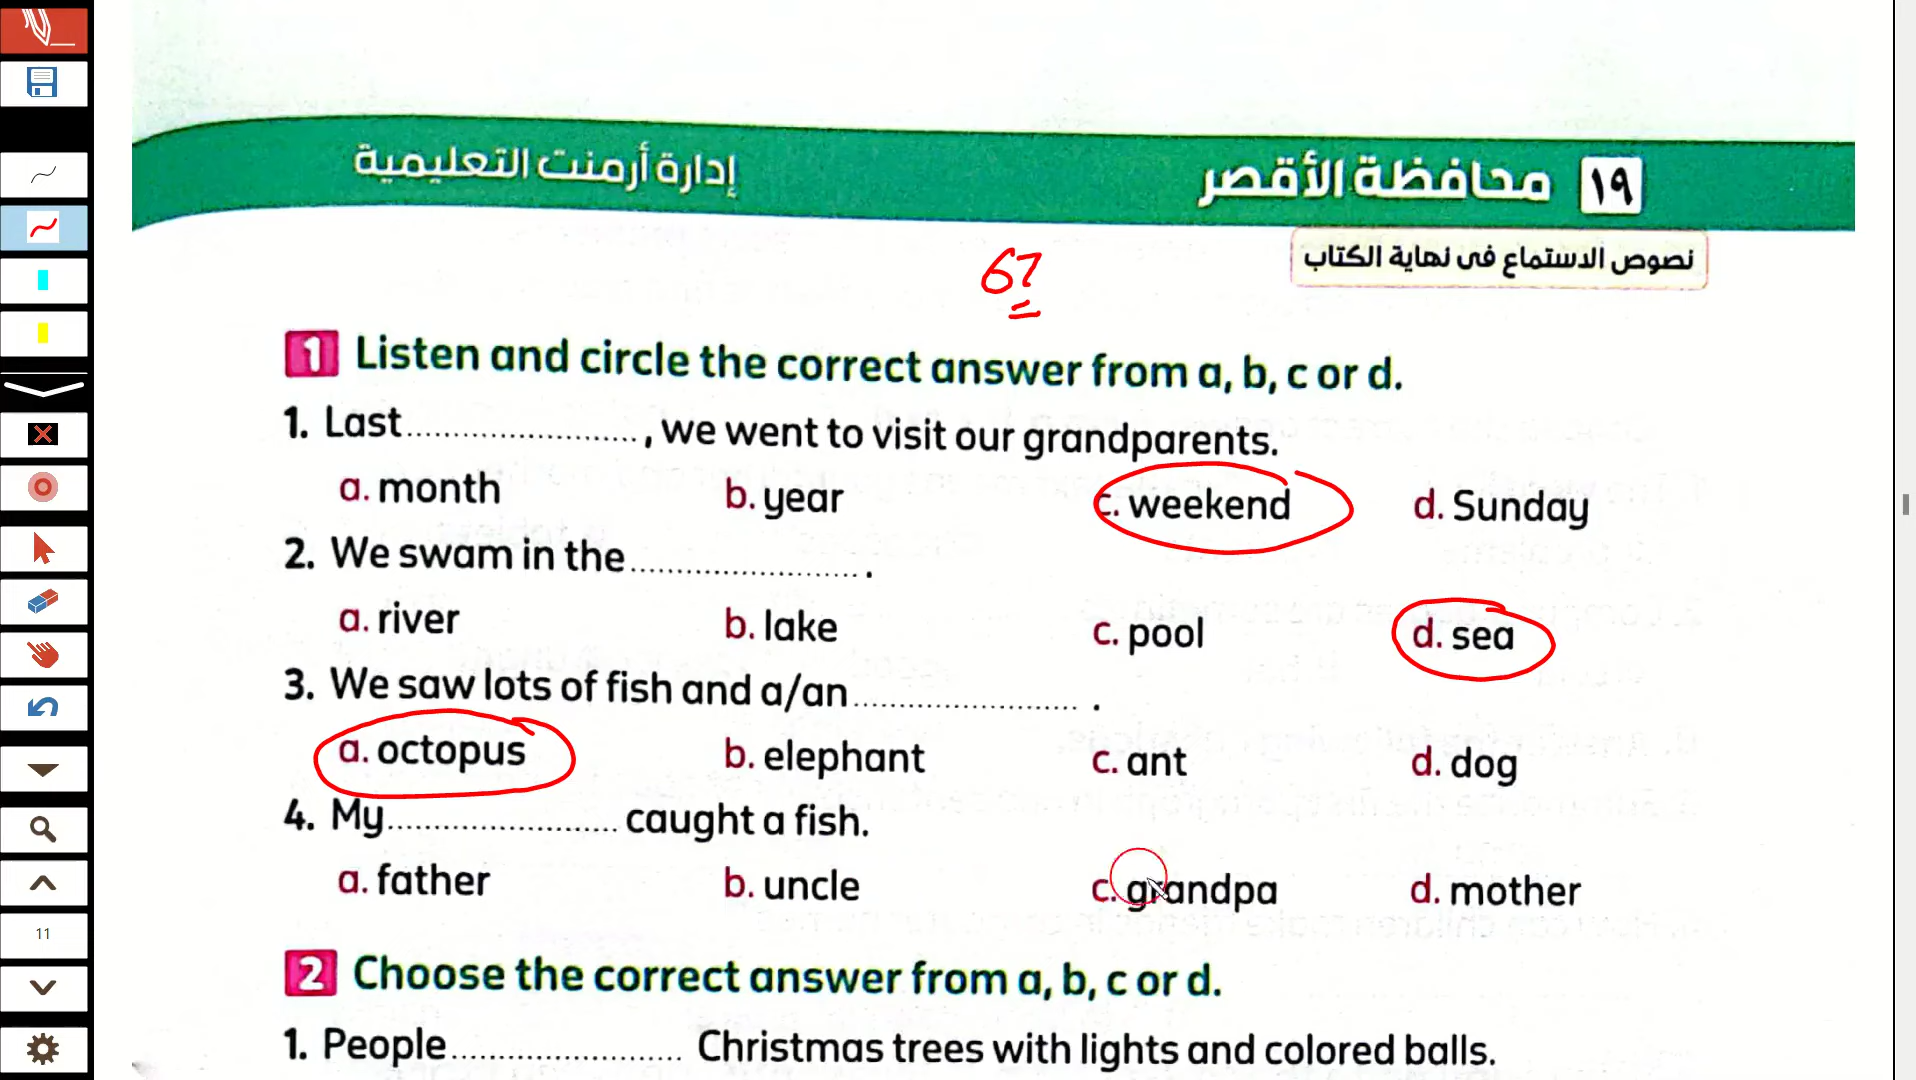 ١٩ محافظة الأقصر إدارة أرمنت التعليمية
نصوص الاستماع فى نهاية الكتاب
67
1 Listen and circle the correct answer from a, b, c or d.
1. Last ........................ , we went to visit our grandparents.
a. month b. year c. weekend d. Sunday
2. We swam in the ........................ .
a. river b. lake c. pool d. sea
3. We saw lots of fish and a/an ........................ .
a. octopus b. elephant c. ant d. dog
4. My ........................ caught a fish.
a. father b. uncle c. grandpa d. mother
2 Choose the correct answer from a, b, c or d.
1. People ........................ Christmas trees with lights and colored balls.
11